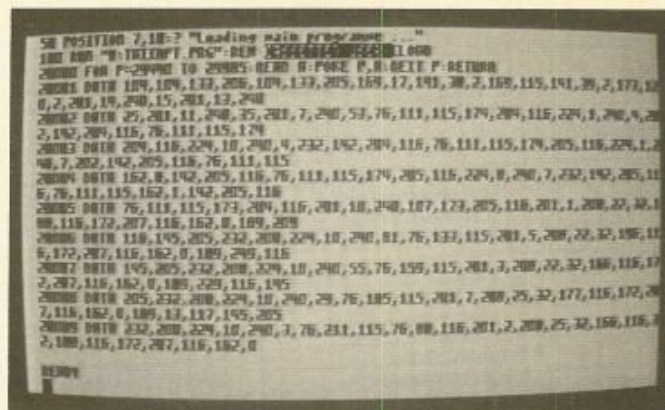 50 POSITION 7,10:? "Loading main programme ..."
100 RUN "D:TKEMPT.PRG":REM CLOGO
20000 FOR P=29440 TO 29985:READ A:POKE P,A:NEXT P:RETURN
20001 DATA 104,104,133,206,104,133,205,169,17,141,30,2,169,115,141,39,2,173,12
0,2,201,14,240,15,201,13,240
20002 DATA 25,201,11,240,35,201,7,240,53,76,111,115,174,204,116,224,1,240,4,20
2,142,204,116,76,111,115,174
20003 DATA 204,116,224,10,240,4,232,142,204,116,76,111,115,174,205,116,224,1,2
40,7,202,142,205,116,76,111,115
20004 DATA 162,0,142,205,116,76,111,115,174,205,116,224,0,240,7,232,142,205,11
6,76,111,115,162,1,142,205,116
20005 DATA 76,111,115,173,204,116,201,10,240,107,173,205,116,201,1,208,22,32,1
116,172,207,116,162,0,189,209
20006 DATA 116,145,205,232,200,224,10,240,81,76,133,115,201,5,208,22,32,196,11
6,172,207,116,162,0,189,249,116
20007 DATA 145,205,232,200,224,10,240,55,76,159,115,201,3,208,22,32,166,116,17
2,207,116,162,0,189,229,116,145
20008 DATA 205,232,200,224,10,240,29,76,185,115,201,7,208,25,32,177,116,172,20
7,116,162,0,189,13,117,145,205
20009 DATA 232,200,224,10,240,3,76,211,115,76,80,116,201,2,208,25,32,166,116,
2,180,116,172,207,116,162,0
READY